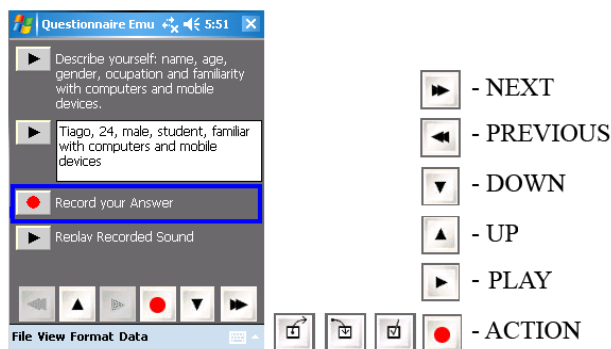 Questionnaire Emu 5:51
Describe yourself: name, age,
gender, ocupation and familiarity
with computers and mobile
devices.
Tiago, 24, male, student, familiar
with computers and mobile
devices
Record your Answer
Replay Recorded Sound
File View Format Data
- NEXT
- PREVIOUS
- DOWN
- UP
- PLAY
- ACTION